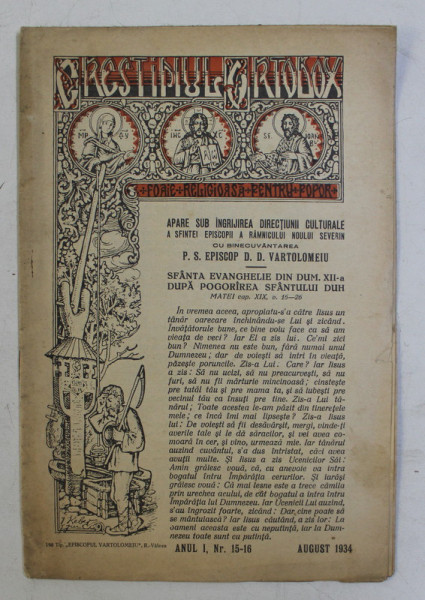 CREȘTINUL ORTODOX
FOAIE RELIGIOASĂ PENTRU POPOR
APARE SUB ÎNGRIJIREA DIRECȚIUNII CULTURALE
A SFINTEI EPISCOPII A RÂMNICULUI NOULUI SEVERIN
CU BINECUVÂNTAREA
P. S. EPISCOP D. D. VARTOLOMEIU
SFÂNTA EVANGHELIE DIN DUM. XII-a
DUPĂ POGORÎREA SFÂNTULUI DUH
MATEI cap. XIX, v. 16—26
În vremea aceea, apropiatu-s'a către Iisus un
tânăr oarecare închinându-se Lui și zicând.
Învățătorule bune, ce bine voiu face ca să am
vieața de veci? Iar El a zis lui. Ce'mi zici
bun? Nimenea nu este bun, fără numai unul
Dumnezeu; dar de voiești să intri în vieață,
păzește poruncile. Zis-a Lui. Care? Iar Iisus
a zis: Să nu ucizi, să nu preacurvești, să nu
furi, să nu fii mărturie mincinoasă; cinstește
pre tatăl tău și pre mama ta, și să iubești pre
vecinul tău ca însuți pre tine. Zis-a Lui tâ-
nărul; Toate acestea le-am păzit din tinerețele
mele; ce încă îmi mai lipsește? Zis-a Iisus
lui: De voiești să fii desăvârșit, mergi, vinde-ți
averile tale și le dă săracilor, și vei avea co-
moară în cer, și vino, urmează mie. Iar tânărul
auzind cuvântul, s'a dus întristat, căci avea
avuții multe. Și Iisus a zis Ucenicilor Săi:
Amin grăiesc vouă, că, cu anevoie va intra
bogatul întru Împărăția cerurilor. Și iarăși
grăiesc vouă: Că mai lesne este a trece cămila
prin urechea acului, de cât bogatul a intra întru
Împărăția lui Dumnezeu. Iar ucenicii Lui auzind,
s'au îngrozit foarte, zicând: Dar, cine poate să
se mântuiască? Iar Iisus căutând, a zis lor: La
oameni aceasta este cu neputință, iar la Dum-
nezeu toate sunt cu putință.
Tip. „EPISCOPUL VARTOLOMEIU", R.-Vâlcea
ANUL I, Nr. 15-16 AUGUST 1934